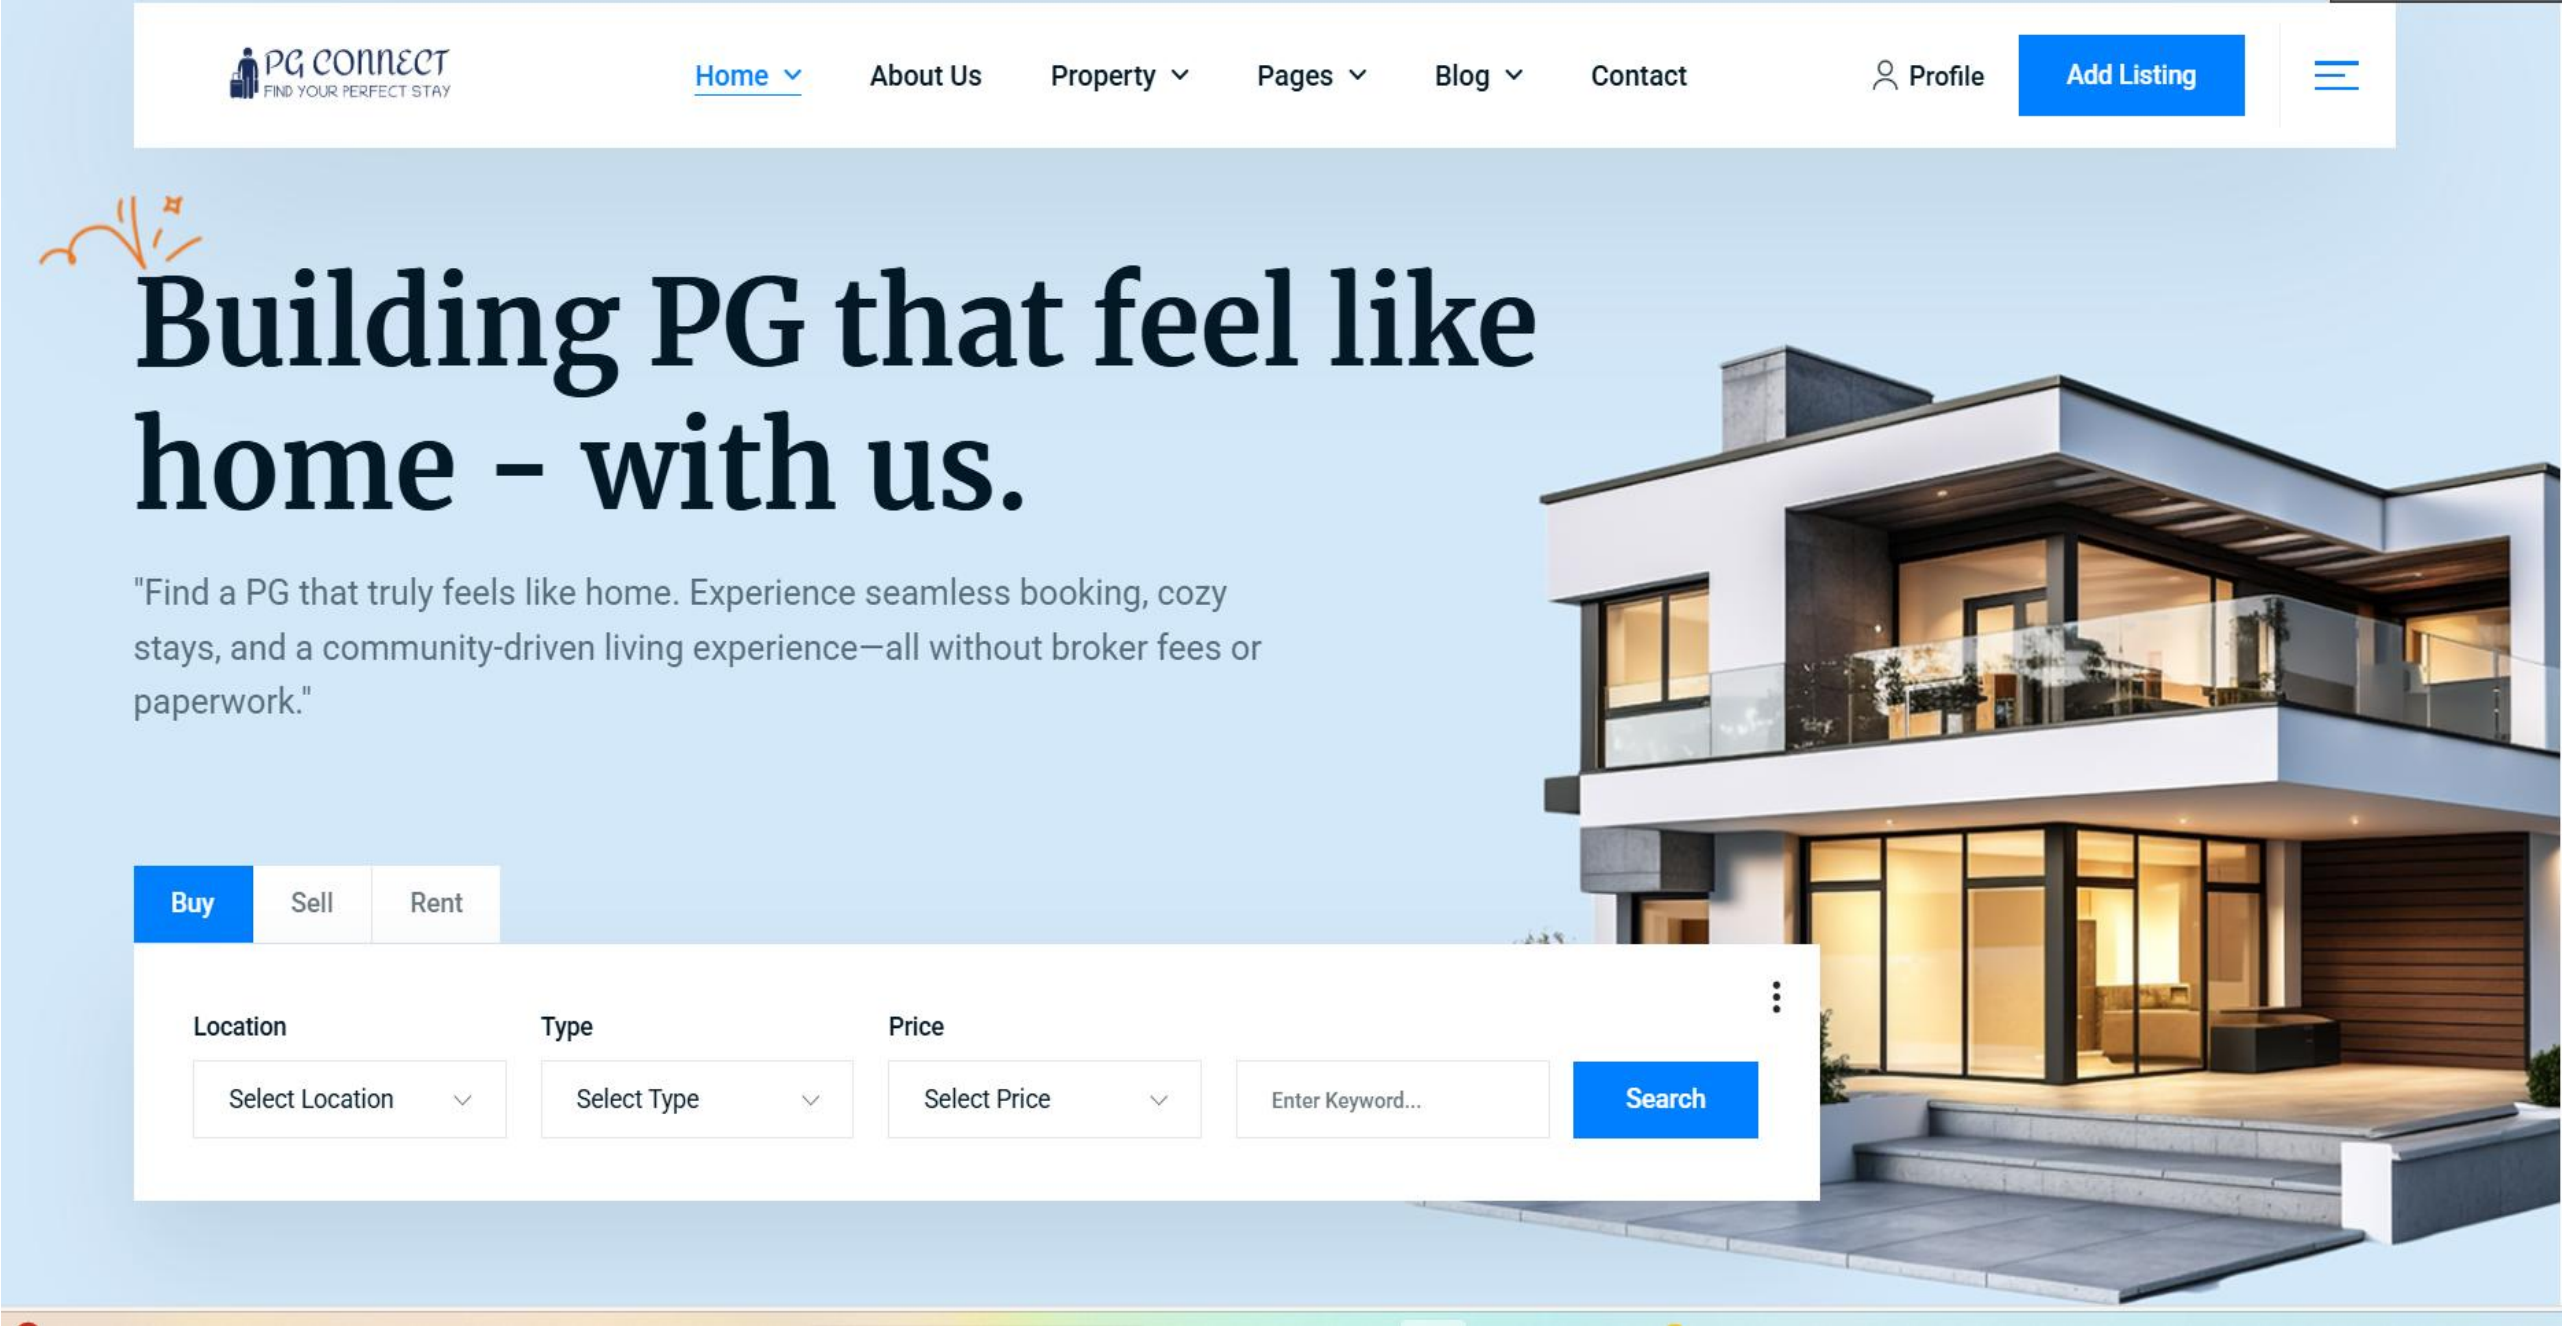 PG CONNECT
FIND YOUR PERFECT STAY
Home
About Us
Property
Pages
Blog
Contact
Profile
Add Listing
Building PG that feel like
home - with us.
"Find a PG that truly feels like home. Experience seamless booking, cozy
stays, and a community-driven living experience—all without broker fees or
paperwork."
Buy
Sell
Rent
Location
Type
Price
Select Location
Select Type
Select Price
Enter Keyword...
Search